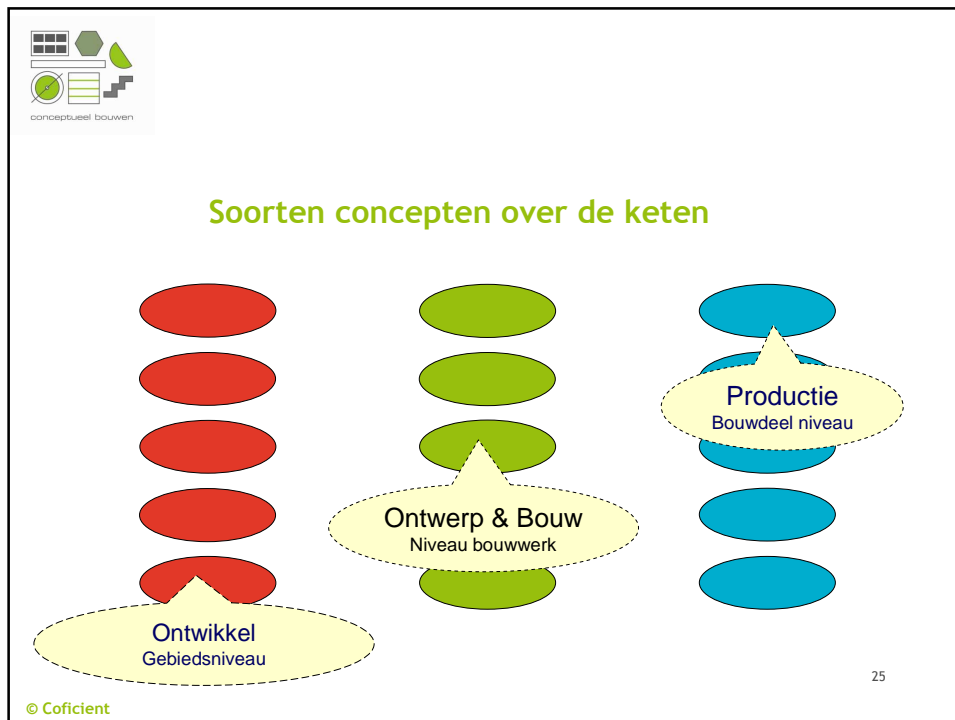 conceptueel bouwen
Soorten concepten over de keten
Productie
Bouwdeel niveau
Ontwerp & Bouw
Niveau bouwwerk
Ontwikkel
Gebiedsniveau
25
© Coficient